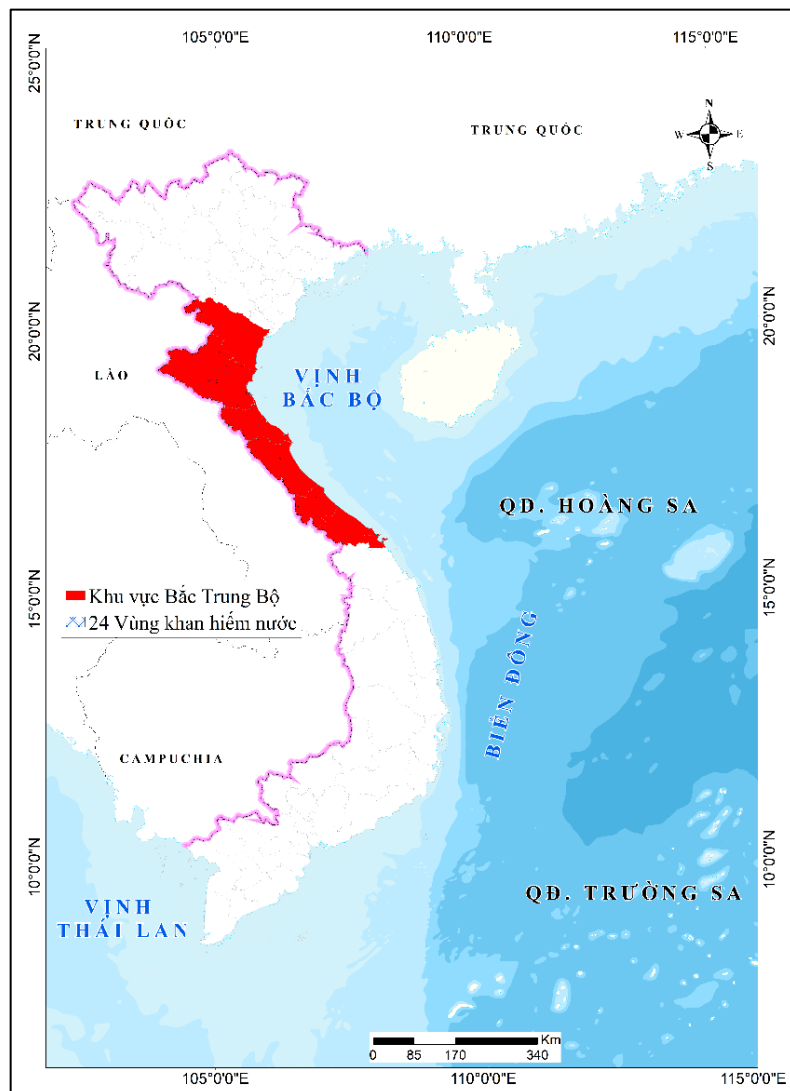 105°0'0"E
110°0'0"E
115°0'0"E
25°0'0"N
N
W
E
S
TRUNG QUỐC
TRUNG QUỐC
20°0'0"N
20°0'0"N
LÀO
VỊNH
BẮC BỘ
QĐ. HOÀNG SA
Khu vực Bắc Trung Bộ
24 Vùng khan hiếm nước
15°0'0"N
15°0'0"N
BIỂN ĐÔNG
CAMPUCHIA
10°0'0"N
10°0'0"N
VỊNH
THÁI LAN
QĐ. TRƯỜNG SA
Km
0 85 170 340
105°0'0"E
110°0'0"E
115°0'0"E